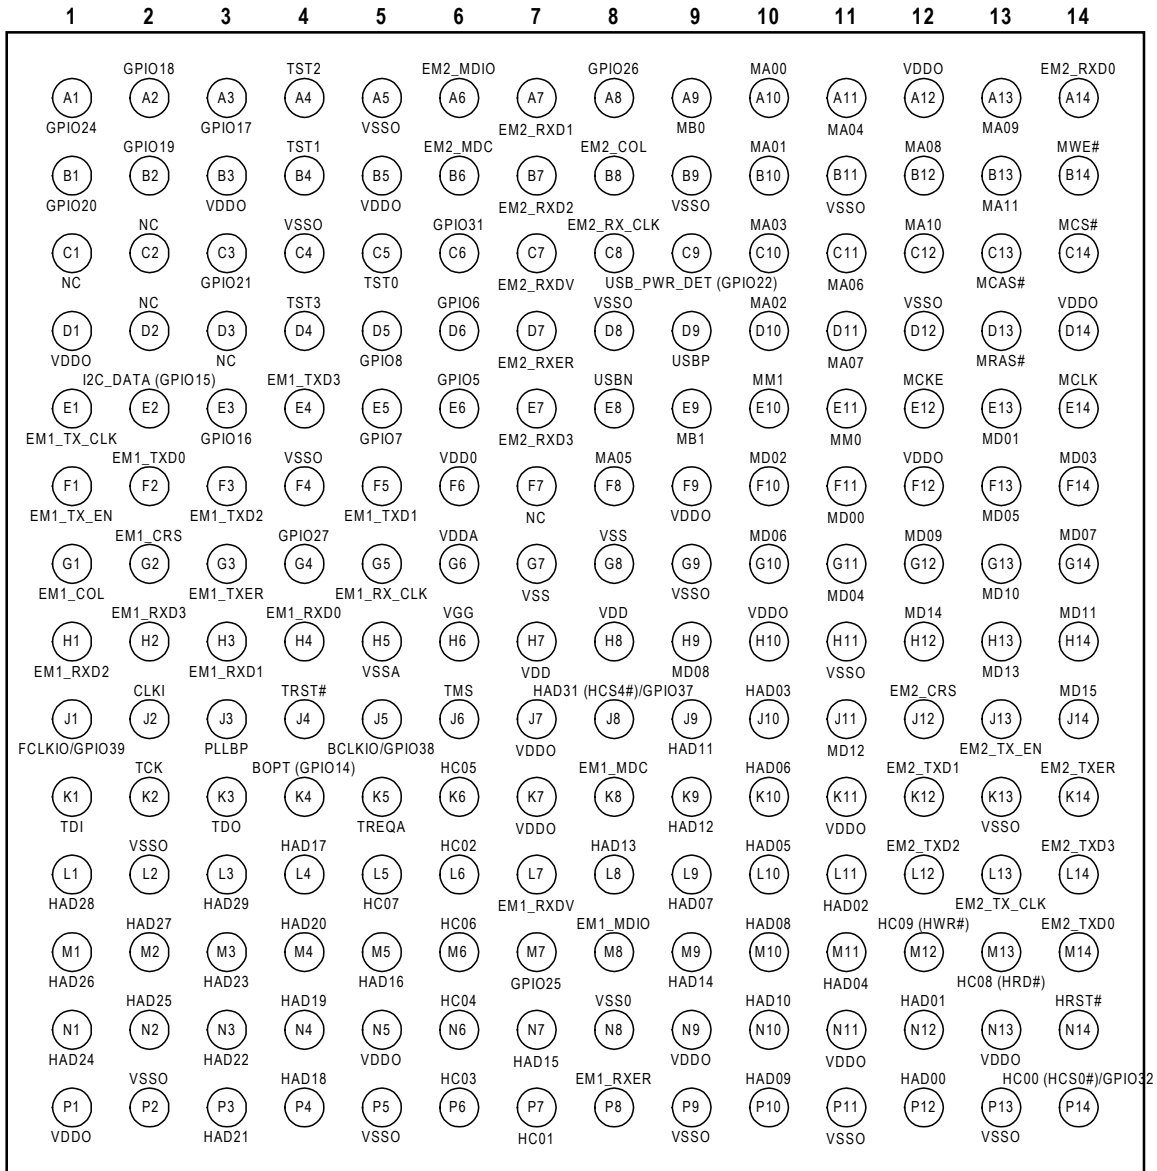 1 2 3 4 5 6 7 8 9 10 11 12 13 14
GPIO18 TST2 EM2_MDIO GPIO26 MA00 VDDO EM2_RXD0
A1 A2 A3 A4 A5 A6 A7 A8 A9 A10 A11 A12 A13 A14
GPIO24 GPIO17 VSSO EM2_RXD1 MB0 MA04 MA09
GPIO19 TST1 EM2_MDC EM2_COL MA01 MA08 MWE#
B1 B2 B3 B4 B5 B6 B7 B8 B9 B10 B11 B12 B13 B14
GPIO20 VDDO VDDO EM2_RXD2 VSSO VSSO MA11
NC VSSO GPIO31 EM2_RX_CLK MA03 MA10 MCS#
C1 C2 C3 C4 C5 C6 C7 C8 C9 C10 C11 C12 C13 C14
NC GPIO21 TST0 EM2_RXDV USB_PWR_DET (GPIO22) MA06 MCAS#
NC TST3 GPIO6 VSSO MA02 VSSO VDDO
D1 D2 D3 D4 D5 D6 D7 D8 D9 D10 D11 D12 D13 D14
VDDO NC GPIO8 EM2_RXER USBP MA07 MRAS#
I2C_DATA (GPIO15) EM1_TXD3 GPIO5 USBN MM1 MCKE MCLK
E1 E2 E3 E4 E5 E6 E7 E8 E9 E10 E11 E12 E13 E14
EM1_TX_CLK GPIO16 GPIO7 EM2_RXD3 MB1 MM0 MD01
EM1_TXD0 VSSO VDD0 MA05 MD02 VDDO MD03
F1 F2 F3 F4 F5 F6 F7 F8 F9 F10 F11 F12 F13 F14
EM1_TX_EN EM1_TXD2 EM1_TXD1 NC VDDO MD00 MD05
EM1_CRS GPIO27 VDDA VSS MD06 MD09 MD07
G1 G2 G3 G4 G5 G6 G7 G8 G9 G10 G11 G12 G13 G14
EM1_COL EM1_TXER EM1_RX_CLK VSS VSSO MD04 MD10
EM1_RXD3 EM1_RXD0 VGG VDD VDDO MD14 MD11
H1 H2 H3 H4 H5 H6 H7 H8 H9 H10 H11 H12 H13 H14
EM1_RXD2 EM1_RXD1 VSSA VDD MD08 VSSO MD13
CLKI TRST# TMS HAD31 (HCS4#)/GPIO37 HAD03 EM2_CRS MD15
J1 J2 J3 J4 J5 J6 J7 J8 J9 J10 J11 J12 J13 J14
FCLKIO/GPIO39 PLLBP BCLKIO/GPIO38 VDDO HAD11 MD12 EM2_TX_EN
TCK BOPT (GPIO14) HC05 EM1_MDC HAD06 EM2_TXD1 EM2_TXER
K1 K2 K3 K4 K5 K6 K7 K8 K9 K10 K11 K12 K13 K14
TDI TDO TREQA VDDO HAD12 VDDO VSSO
VSSO HAD17 HC02 HAD13 HAD05 EM2_TXD2 EM2_TXD3
L1 L2 L3 L4 L5 L6 L7 L8 L9 L10 L11 L12 L13 L14
HAD28 HAD29 HC07 EM1_RXDV HAD07 HAD02 EM2_TX_CLK
HAD27 HAD20 HC06 EM1_MDIO HAD08 HC09 (HWR#) EM2_TXD0
M1 M2 M3 M4 M5 M6 M7 M8 M9 M10 M11 M12 M13 M14
HAD26 HAD23 HAD16 GPIO25 HAD14 HAD04 HC08 (HRD#)
HAD25 HAD19 HC04 VSS0 HAD10 HAD01 HRST#
N1 N2 N3 N4 N5 N6 N7 N8 N9 N10 N11 N12 N13 N14
HAD24 HAD22 VDDO HAD15 VDDO VDDO VDDO
VSSO HAD18 HC03 EM1_RXER HAD09 HAD00 HC00 (HCS0#)/GPIO32
P1 P2 P3 P4 P5 P6 P7 P8 P9 P10 P11 P12 P13 P14
VDDO HAD21 VSSO HC01 VSSO VSSO VSSO